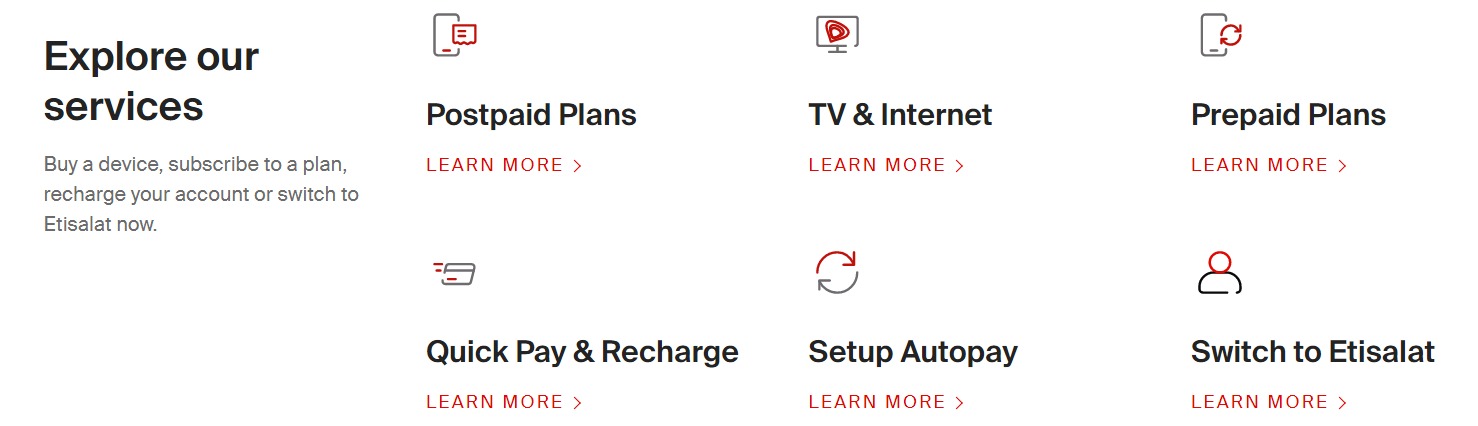 Explore our
services
Buy a device, subscribe to a plan,
recharge your account or switch to
Etisalat now.
Postpaid Plans
LEARN MORE
TV & Internet
LEARN MORE
Prepaid Plans
LEARN MORE
Quick Pay & Recharge
LEARN MORE
Setup Autopay
LEARN MORE
Switch to Etisalat
LEARN MORE